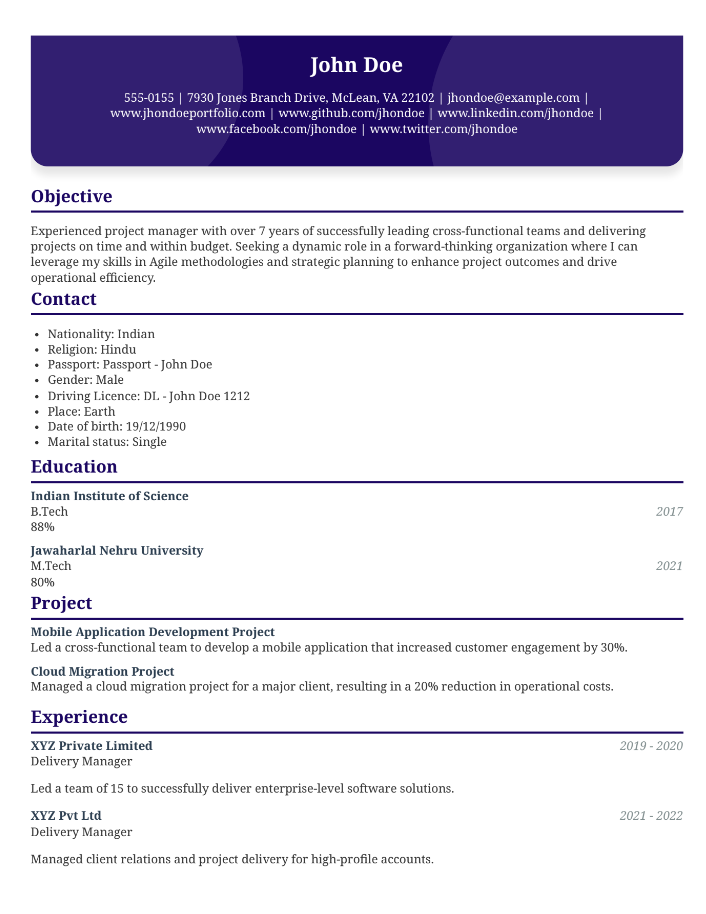 John Doe
555-0155 | 7930 Jones Branch Drive, McLean, VA 22102 | jhondoe@example.com |
www.jhondoeportfolio.com | www.github.com/jhondoe | www.linkedin.com/jhondoe |
www.facebook.com/jhondoe | www.twitter.com/jhondoe
Objective
Experienced project manager with over 7 years of successfully leading cross-functional teams and delivering
projects on time and within budget. Seeking a dynamic role in a forward-thinking organization where I can
leverage my skills in Agile methodologies and strategic planning to enhance project outcomes and drive
operational efficiency.
Contact
• Nationality: Indian
• Religion: Hindu
• Passport: Passport - John Doe
• Gender: Male
• Driving Licence: DL - John Doe 1212
• Place: Earth
• Date of birth: 19/12/1990
• Marital status: Single
Education
Indian Institute of Science
B.Tech 2017
88%
Jawaharlal Nehru University
M.Tech 2021
80%
Project
Mobile Application Development Project
Led a cross-functional team to develop a mobile application that increased customer engagement by 30%.
Cloud Migration Project
Managed a cloud migration project for a major client, resulting in a 20% reduction in operational costs.
Experience
XYZ Private Limited 2019 - 2020
Delivery Manager
Led a team of 15 to successfully deliver enterprise-level software solutions.
XYZ Pvt Ltd 2021 - 2022
Delivery Manager
Managed client relations and project delivery for high-profile accounts.